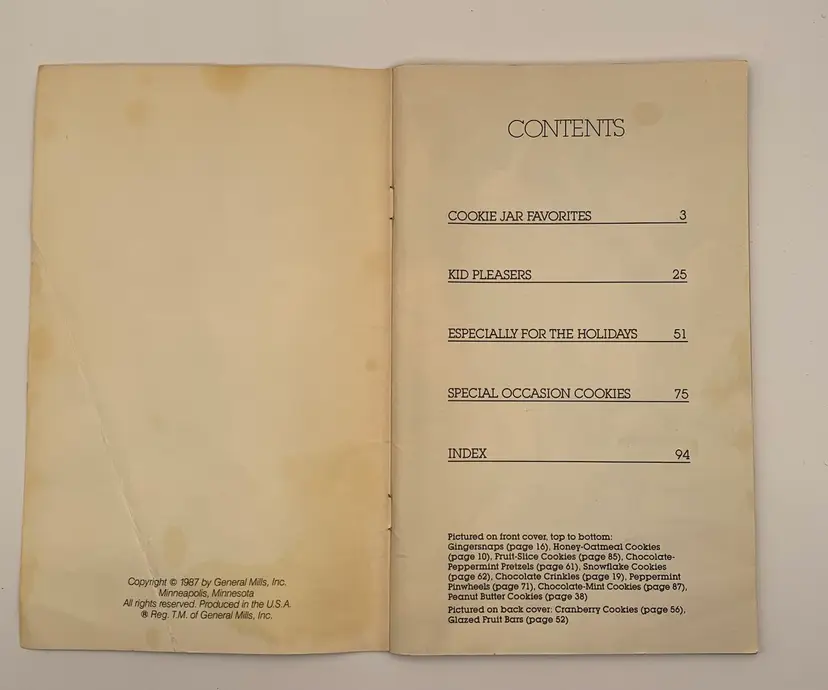 Copyright © 1987 by General Mills, Inc.
Minneapolis, Minnesota
All rights reserved. Produced in the U.S.A.
® Reg. T.M. of General Mills, Inc.
CONTENTS
COOKIE JAR FAVORITES 3
KID PLEASERS 25
ESPECIALLY FOR THE HOLIDAYS 51
SPECIAL OCCASION COOKIES 75
INDEX 94
Pictured on front cover, top to bottom:
Gingersnaps (page 16), Honey-Oatmeal Cookies
(page 10), Fruit-Slice Cookies (page 85), Chocolate-
Peppermint Pretzels (page 61), Snowflake Cookies
(page 62), Chocolate Crinkles (page 19), Peppermint
Pinwheels (page 71), Chocolate-Mint Cookies (page 87),
Peanut Butter Cookies (page 38)
Pictured on back cover: Cranberry Cookies (page 56),
Glazed Fruit Bars (page 52)